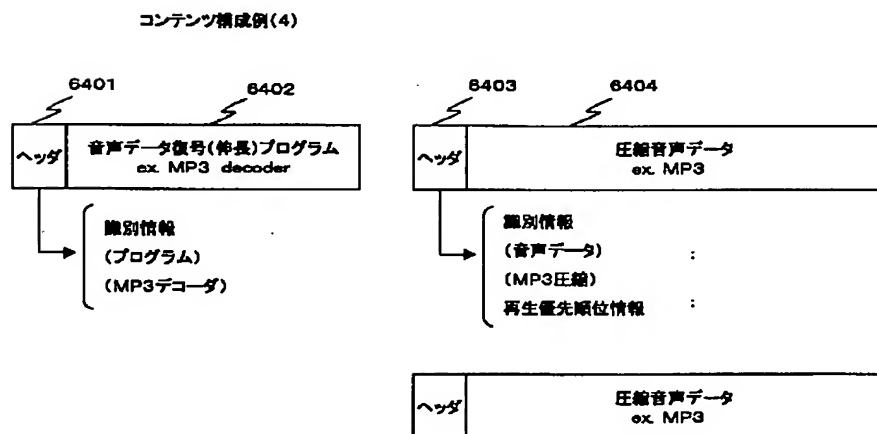 コンテンツ構成例(4)
6401
6402
ヘッダ
音声データ復号(伸長)プログラム
ex. MP3 decoder
識別情報
(プログラム)
(MP3デコーダ)
6403
6404
ヘッダ
圧縮音声データ
ex. MP3
識別情報
(音声データ) :
(MP3圧縮)
再生優先順位情報 :
ヘッダ
圧縮音声データ
ex. MP3